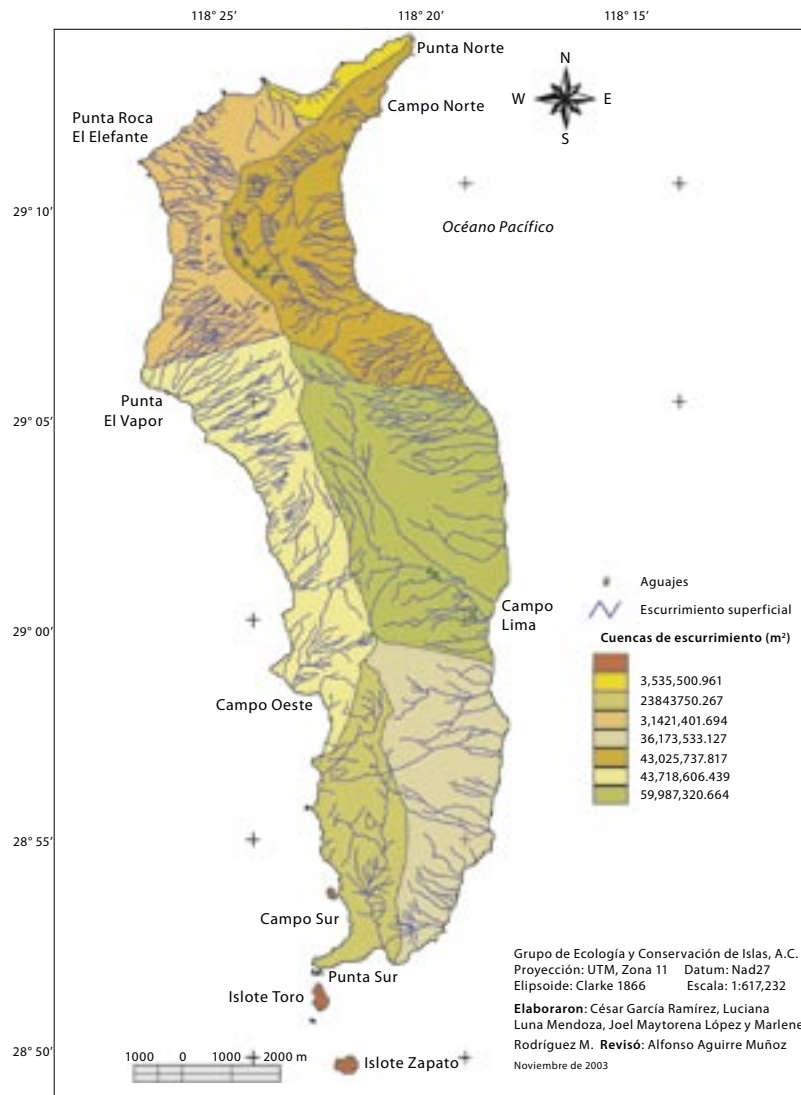 118° 25’ 118° 20’ 118° 15’
Punta Norte
N
Campo Norte
W E
Punta Roca
El Elefante
S
29° 10’
Océano Pacífico
Punta
El Vapor
29° 05’
Aguajes
Campo
Lima
Escurrimiento superficial
29° 00’
Cuencas de escurrimiento (m²)
3,535,500.961
23843750.267
3,1421,401.694
36,173,533.127
43,025,737.817
43,718,606.439
59,987,320.664
Campo Oeste
28° 55’
Campo Sur
Punta Sur
Islote Toro
Grupo de Ecología y Conservación de Islas, A.C.
Proyección: UTM, Zona 11 Datum: Nad27
Elipsoide: Clarke 1866 Escala: 1:617,232
Elaboraron: César García Ramírez, Luciana
Luna Mendoza, Joel Maytorena López y Marlene
Rodríguez M. Revisó: Alfonso Aguirre Muñoz
Noviembre de 2003
28° 50’
1000 0 1000 2000 m
Islote Zapato